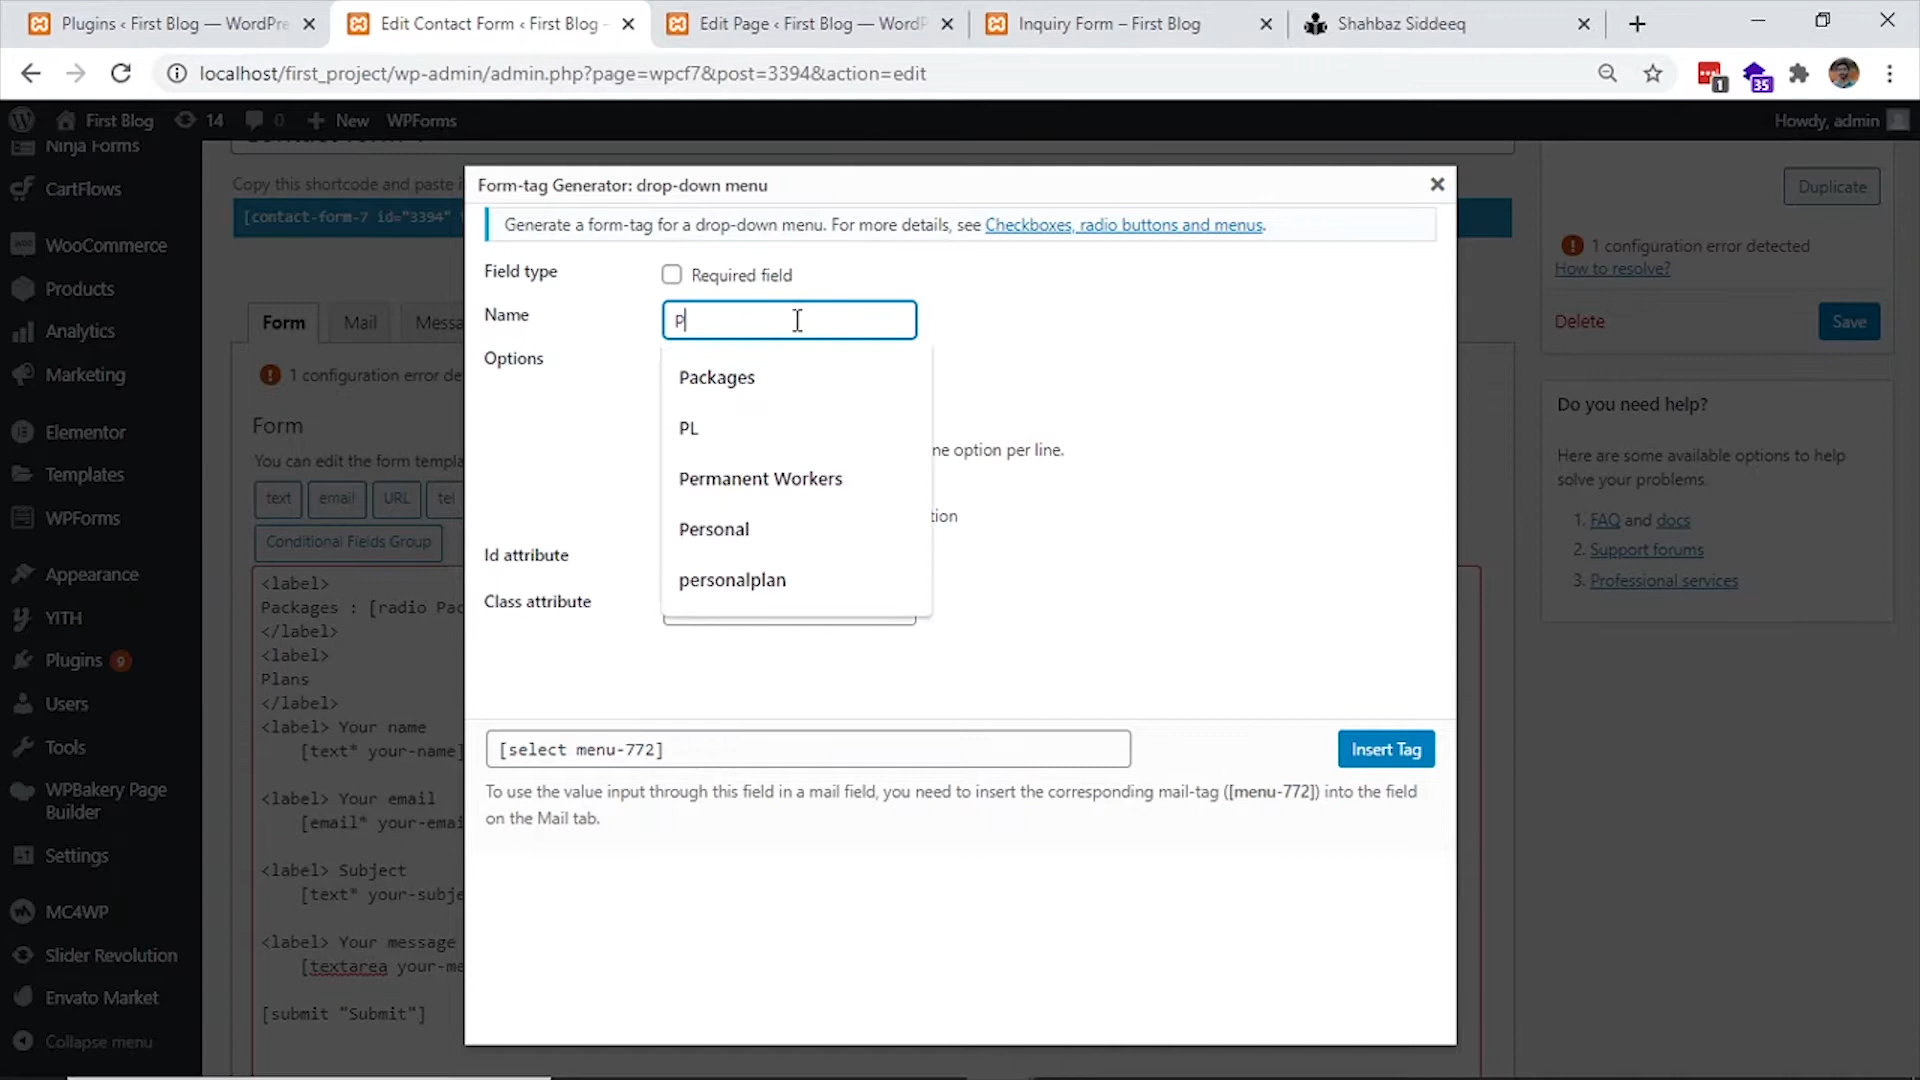 Plugins ‹ First Blog — WordPre
Edit Contact Form ‹ First Blog –
Edit Page ‹ First Blog — WordP
Inquiry Form – First Blog
Shahbaz Siddeeq
localhost/first_project/wp-admin/admin.php?page=wpcf7&post=3394&action=edit
1
35
First Blog
14
0
New
WPForms
Howdy, admin
Ninja Forms
CartFlows
WooCommerce
Products
Analytics
Marketing
Elementor
Templates
WPForms
Appearance
YITH
Plugins 9
Users
Tools
WPBakery Page
Builder
Settings
MC4WP
Slider Revolution
Envato Market
Collapse menu
Copy this shortcode and paste i
[contact-form-7 id="3394"
Form
Mail
Messa
1 configuration error de
Form
You can edit the form templa
text
email
URL
tel
Conditional Fields Group
<label>
Packages : [radio Pac
</label>
<label>
Plans
</label>
<label> Your name
[text* your-name]
<label> Your email
[email* your-emai
<label> Subject
[text* your-subje
<label> Your message
[textarea your-me
[submit "Submit"]
Form-tag Generator: drop-down menu
Generate a form-tag for a drop-down menu. For more details, see Checkboxes, radio buttons and menus.
Field type
Required field
Name
P
Options
Packages
PL
Permanent Workers
Personal
personalplan
ne option per line.
tion
Id attribute
Class attribute
[select menu-772]
Insert Tag
To use the value input through this field in a mail field, you need to insert the corresponding mail-tag ([menu-772]) into the field
on the Mail tab.
Duplicate
1 configuration error detected
How to resolve?
Delete
Save
Do you need help?
Here are some available options to help
solve your problems.
1. FAQ and docs
2. Support forums
3. Professional services